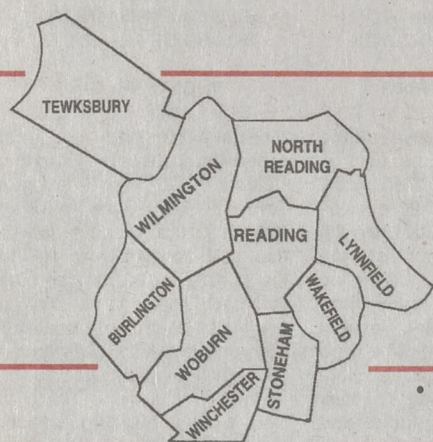 TEWKSBURY
NORTH
READING
WILMINGTON
READING
LYNNFIELD
BURLINGTON
WOBURN
WAKEFIELD
STONEHAM
WINCHESTER